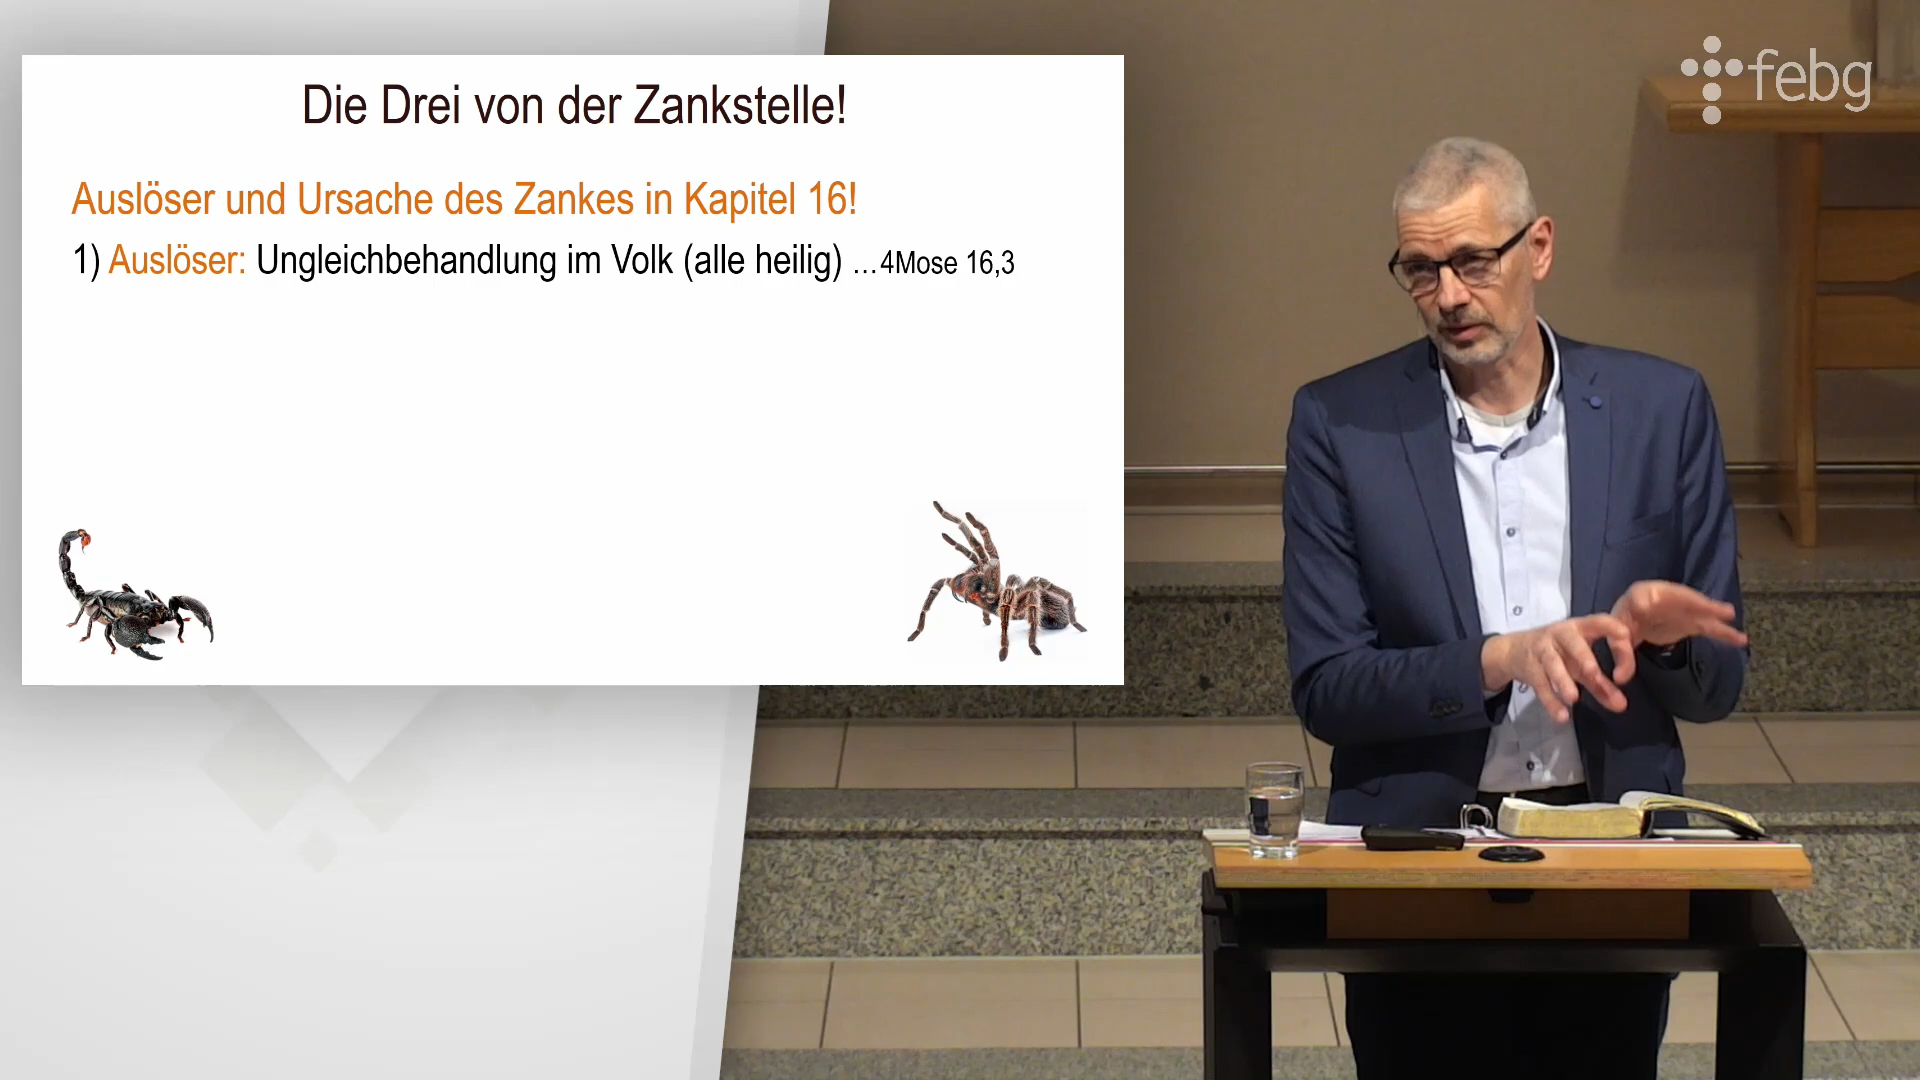 Die Drei von der Zankstelle!
Auslöser und Ursache des Zankes in Kapitel 16!
1) Auslöser: Ungleichbehandlung im Volk (alle heilig) ...4Mose 16,3
febg